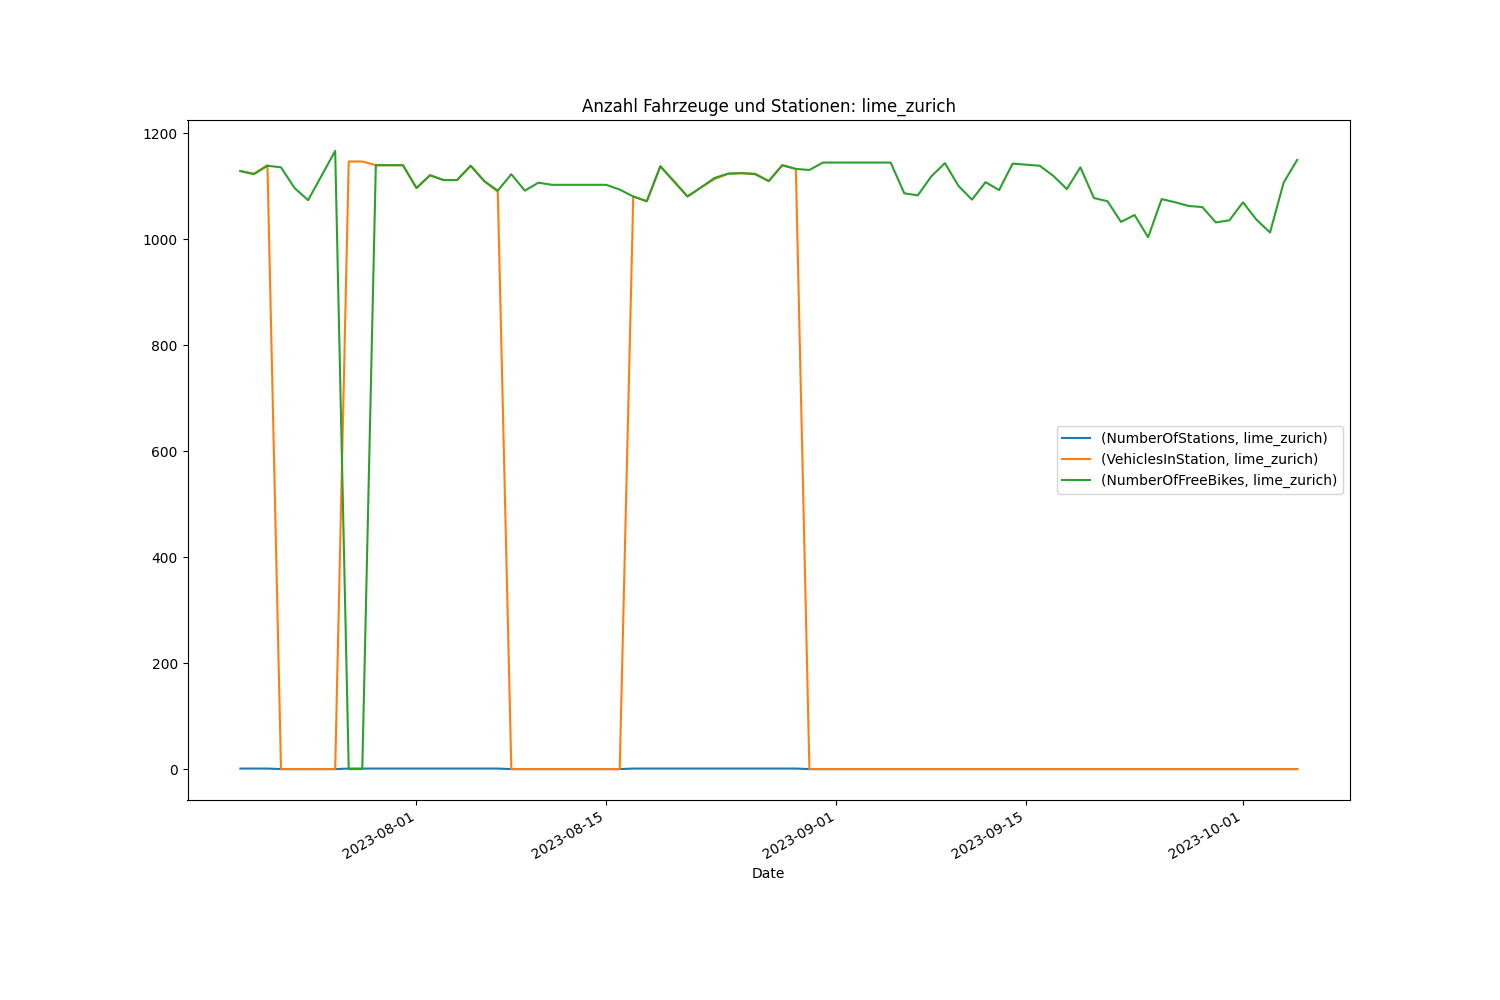 Anzahl Fahrzeuge und Stationen: lime_zurich
1200
1000
800
600
400
200
0
(NumberOfStations, lime_zurich)
(VehiclesInStation, lime_zurich)
(NumberOfFreeBikes, lime_zurich)
2023-08-01
2023-08-15
2023-09-01
2023-09-15
2023-10-01
Date